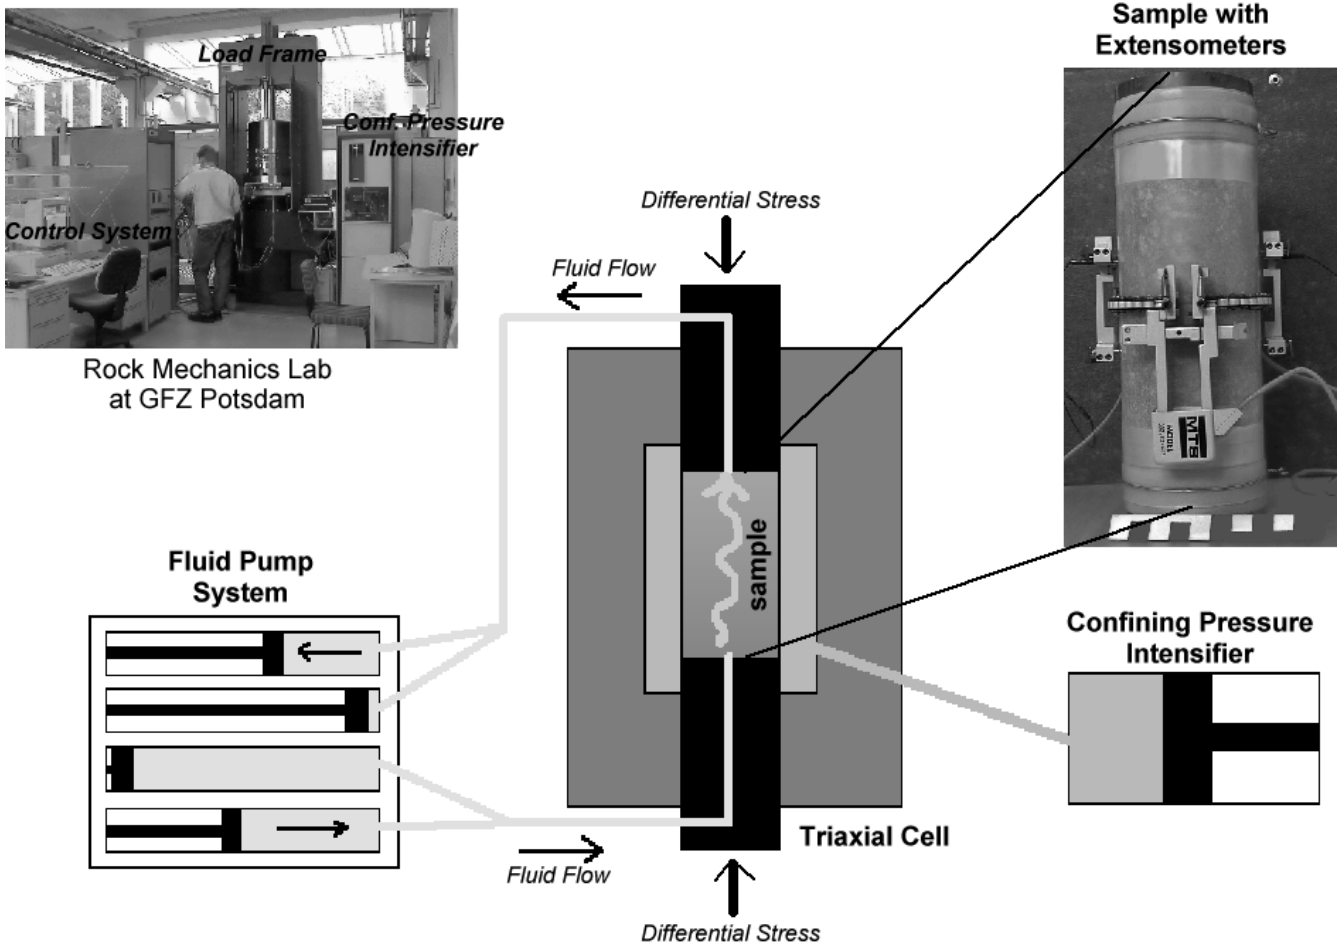 Load Frame
Conf. Pressure
Intensifier
Control System
Rock Mechanics Lab
at GFZ Potsdam
Sample with
Extensometers
MTS
MODEL
Differential Stress
Fluid Flow
sample
Fluid Pump
System
Confining Pressure
Intensifier
Triaxial Cell
Fluid Flow
Differential Stress